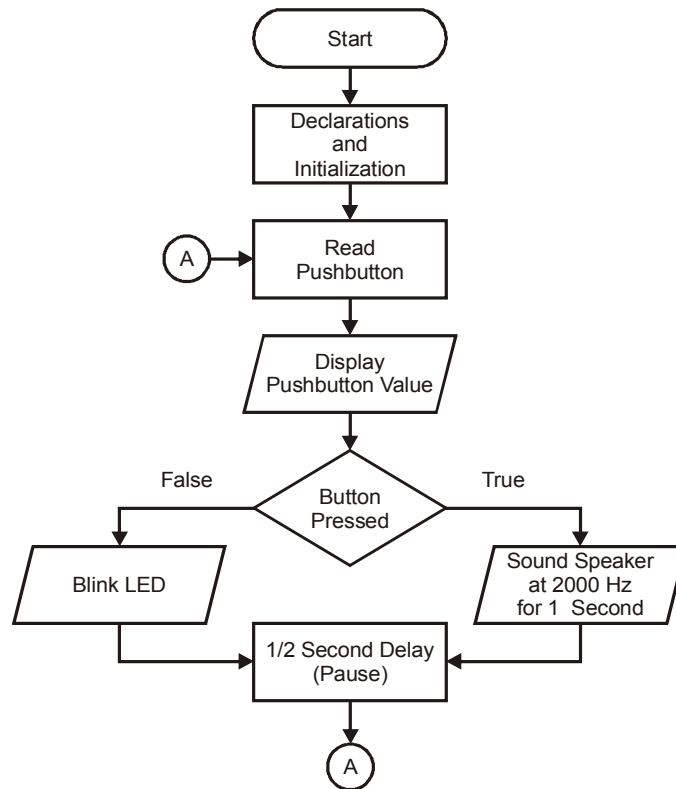 Start
Declarations
and
Initialization
A
Read
Pushbutton
Display
Pushbutton Value
False
Button
Pressed
True
Blink LED
Sound Speaker
at 2000 Hz
for 1 Second
1/2 Second Delay
(Pause)
A